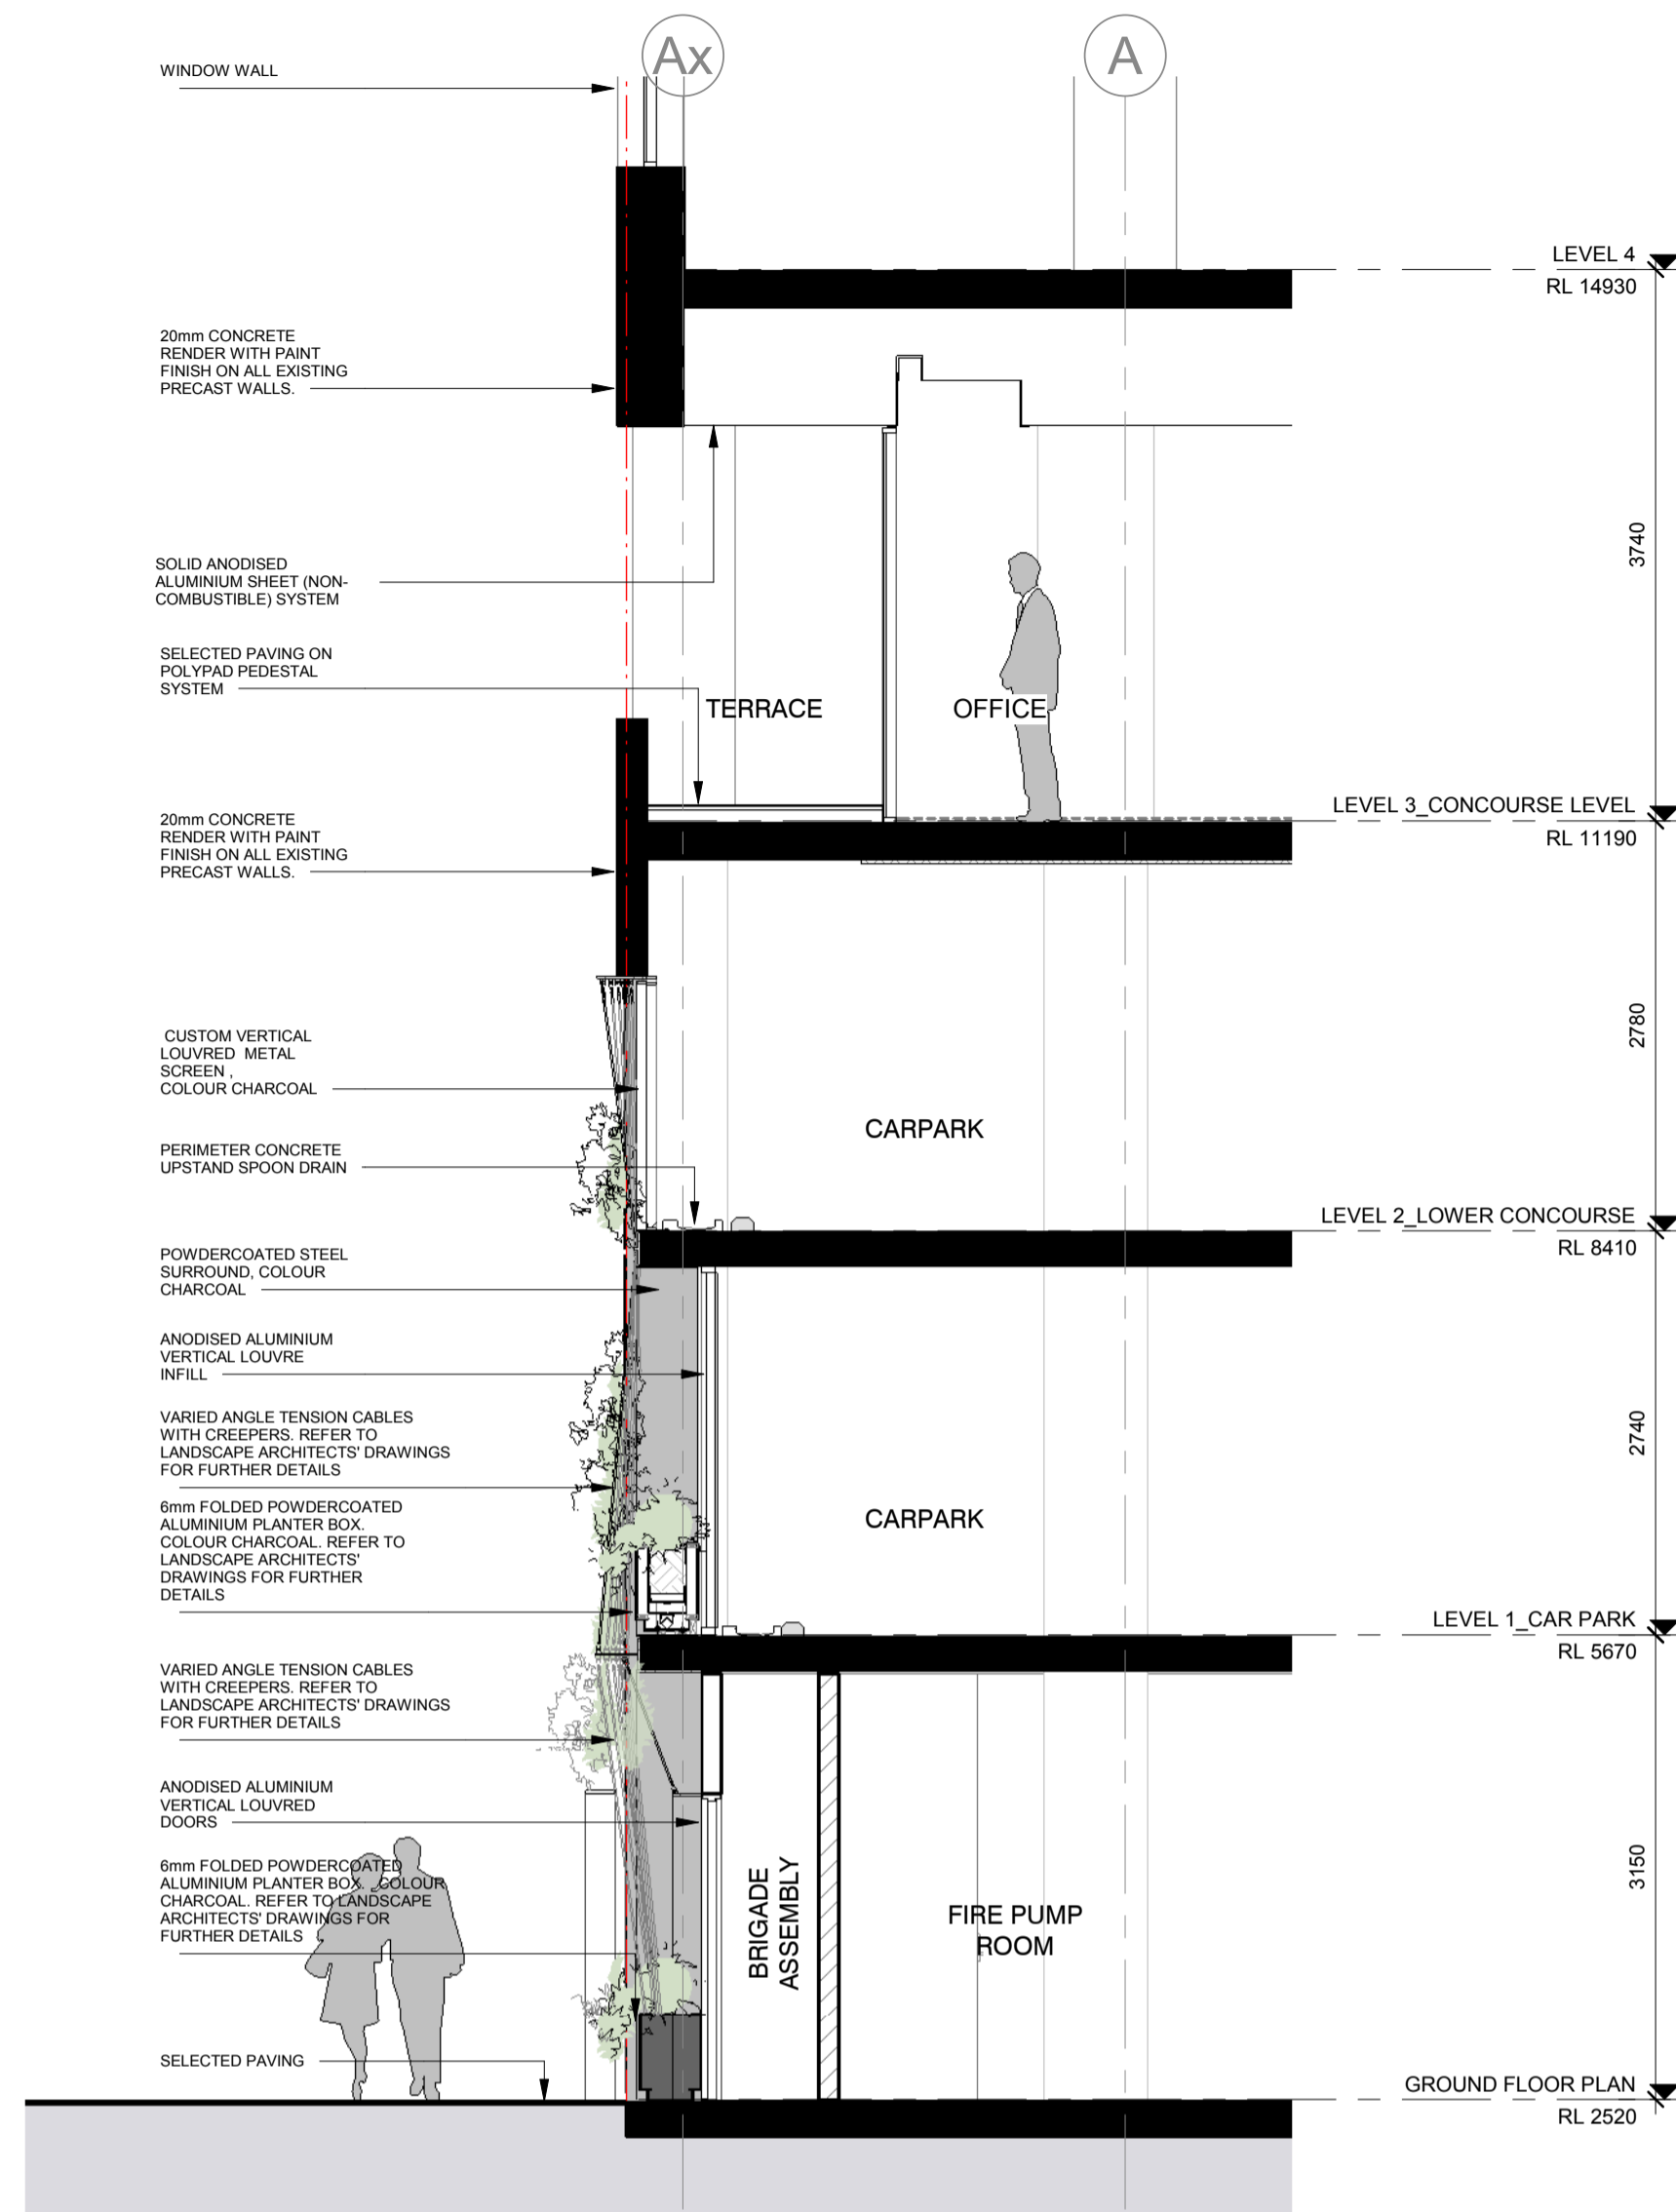 Ax
A
WINDOW WALL
LEVEL 4
RL 14930
20mm CONCRETE
RENDER WITH PAINT
FINISH ON ALL EXISTING
PRECAST WALLS.
3740
SOLID ANODISED
ALUMINIUM SHEET (NON-
COMBUSTIBLE) SYSTEM
SELECTED PAVING ON
POLYPAD PEDESTAL
SYSTEM
TERRACE
OFFICE
LEVEL 3_CONCOURSE LEVEL
RL 11190
20mm CONCRETE
RENDER WITH PAINT
FINISH ON ALL EXISTING
PRECAST WALLS.
2780
CUSTOM VERTICAL
LOUVRED METAL
SCREEN ,
COLOUR CHARCOAL
CARPARK
PERIMETER CONCRETE
UPSTAND SPOON DRAIN
LEVEL 2_LOWER CONCOURSE
RL 8410
POWDERCOATED STEEL
SURROUND, COLOUR
CHARCOAL
ANODISED ALUMINIUM
VERTICAL LOUVRE
INFILL
2740
VARIED ANGLE TENSION CABLES
WITH CREEPERS. REFER TO
LANDSCAPE ARCHITECTS' DRAWINGS
FOR FURTHER DETAILS
CARPARK
6mm FOLDED POWDERCOATED
ALUMINIUM PLANTER BOX.
COLOUR CHARCOAL. REFER TO
LANDSCAPE ARCHITECTS'
DRAWINGS FOR FURTHER
DETAILS
LEVEL 1_CAR PARK
RL 5670
VARIED ANGLE TENSION CABLES
WITH CREEPERS. REFER TO
LANDSCAPE ARCHITECTS' DRAWINGS
FOR FURTHER DETAILS
ANODISED ALUMINIUM
VERTICAL LOUVRED
DOORS
3150
6mm FOLDED POWDERCOATED
ALUMINIUM PLANTER BOX. COLOUR
CHARCOAL. REFER TO LANDSCAPE
ARCHITECTS' DRAWINGS FOR
FURTHER DETAILS
BRIGADE
ASSEMBLY
FIRE PUMP
ROOM
SELECTED PAVING
GROUND FLOOR PLAN
RL 2520